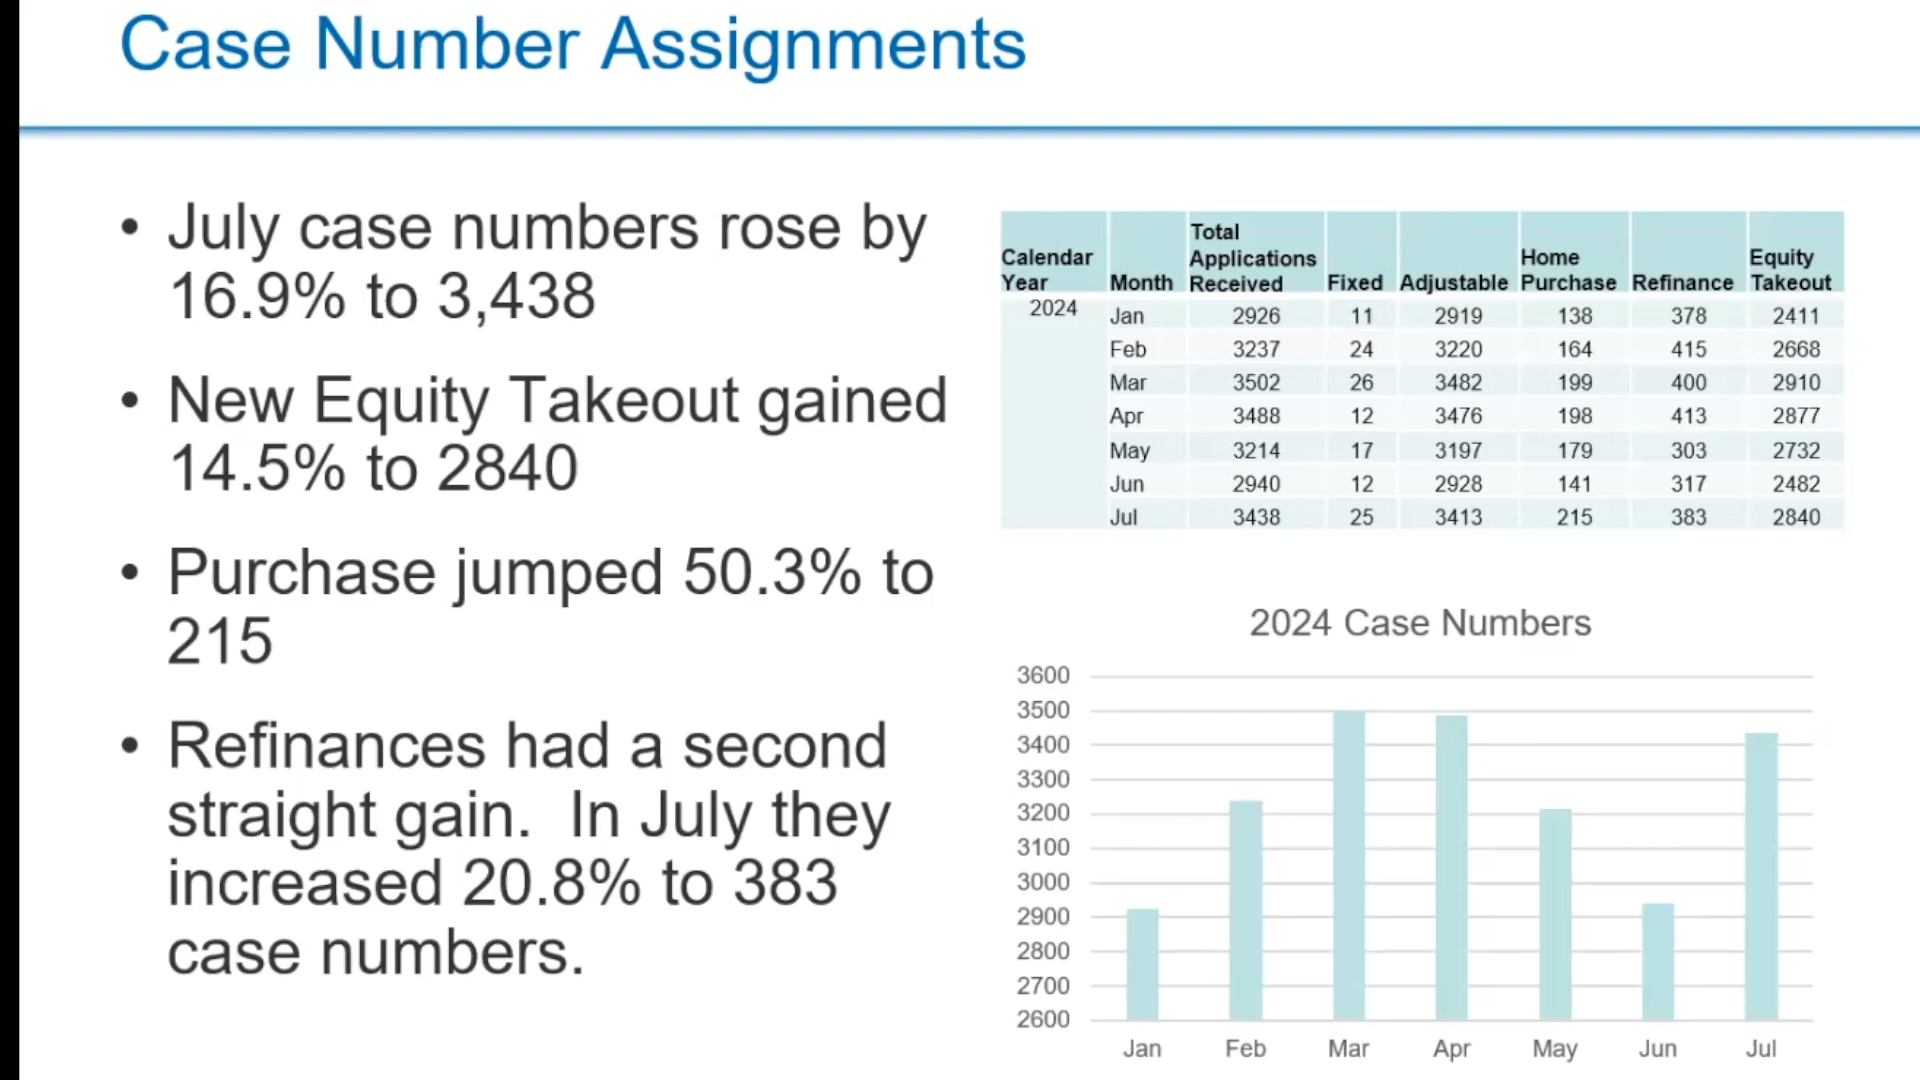 Case Number Assignments
• July case numbers rose by
16.9% to 3,438
• New Equity Takeout gained
14.5% to 2840
• Purchase jumped 50.3% to
215
• Refinances had a second
straight gain.  In July they
increased 20.8% to 383
case numbers.
Calendar Year Month Total Applications Received Fixed Adjustable Home Purchase Refinance Equity Takeout
2024 Jan 2926 11 2919 138 378 2411
Feb 3237 24 3220 164 415 2668
Mar 3502 26 3482 199 400 2910
Apr 3488 12 3476 198 413 2877
May 3214 17 3197 179 303 2732
Jun 2940 12 2928 141 317 2482
Jul 3438 25 3413 215 383 2840
2024 Case Numbers
3600
3500
3400
3300
3200
3100
3000
2900
2800
2700
2600
Jan Feb Mar Apr May Jun Jul